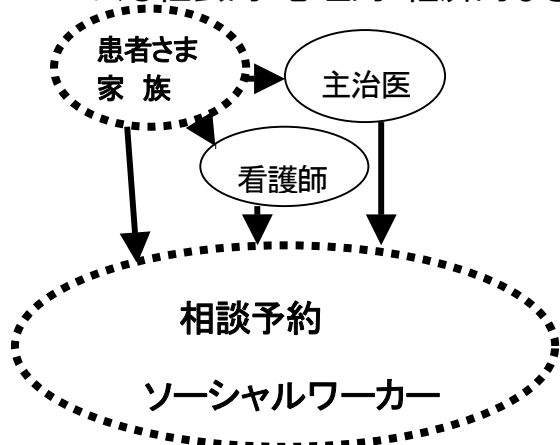 患者さま
家 族
主治医
看護師
相談予約
ソーシャルワーカー